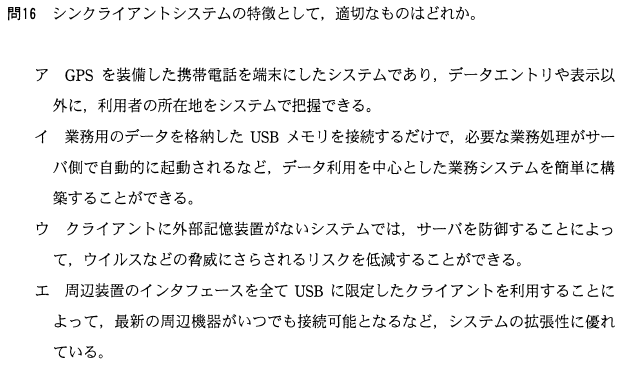 問16 シンクライアントシステムの特徴として，適切なものはどれか。
ア GPS を装備した携帯電話を端末にしたシステムであり，データエントリや表示以
外に，利用者の所在地をシステムで把握できる。
イ 業務用のデータを格納した USB メモリを接続するだけで，必要な業務処理がサー
バ側で自動的に起動されるなど，データ利用を中心とした業務システムを簡単に構
築することができる。
ウ クライアントに外部記憶装置がないシステムでは，サーバを防御することによっ
て，ウイルスなどの脅威にさらされるリスクを低減することができる。
エ 周辺装置のインタフェースを全て USB に限定したクライアントを利用することに
よって，最新の周辺機器がいつでも接続可能となるなど，システムの拡張性に優れ
ている。